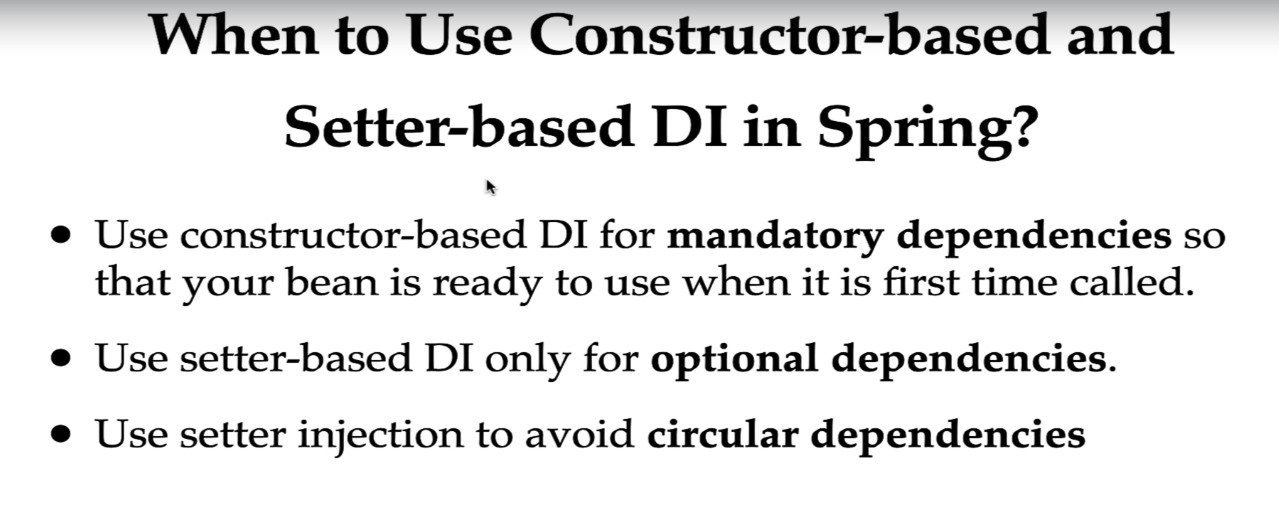 When to Use Constructor-based and
Setter-based DI in Spring?
● Use constructor-based DI for mandatory dependencies so
that your bean is ready to use when it is first time called.
● Use setter-based DI only for optional dependencies.
● Use setter injection to avoid circular dependencies